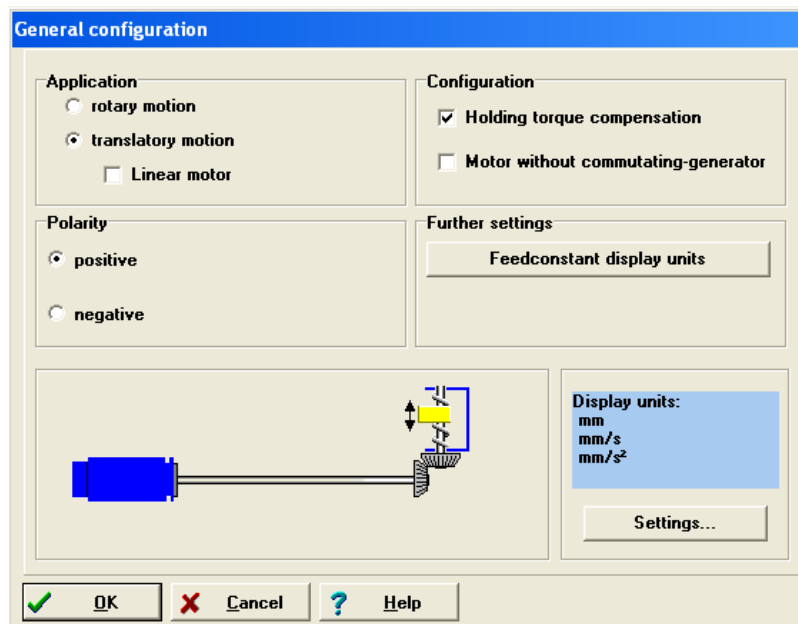 General configuration
Application
rotary motion
translatory motion
Linear motor
Configuration
Holding torque compensation
Motor without commutating-generator
Polarity
positive
negative
Further settings
Feedconstant display units
Display units:
mm
mm/s
mm/s²
Settings...
OK
Cancel
? Help